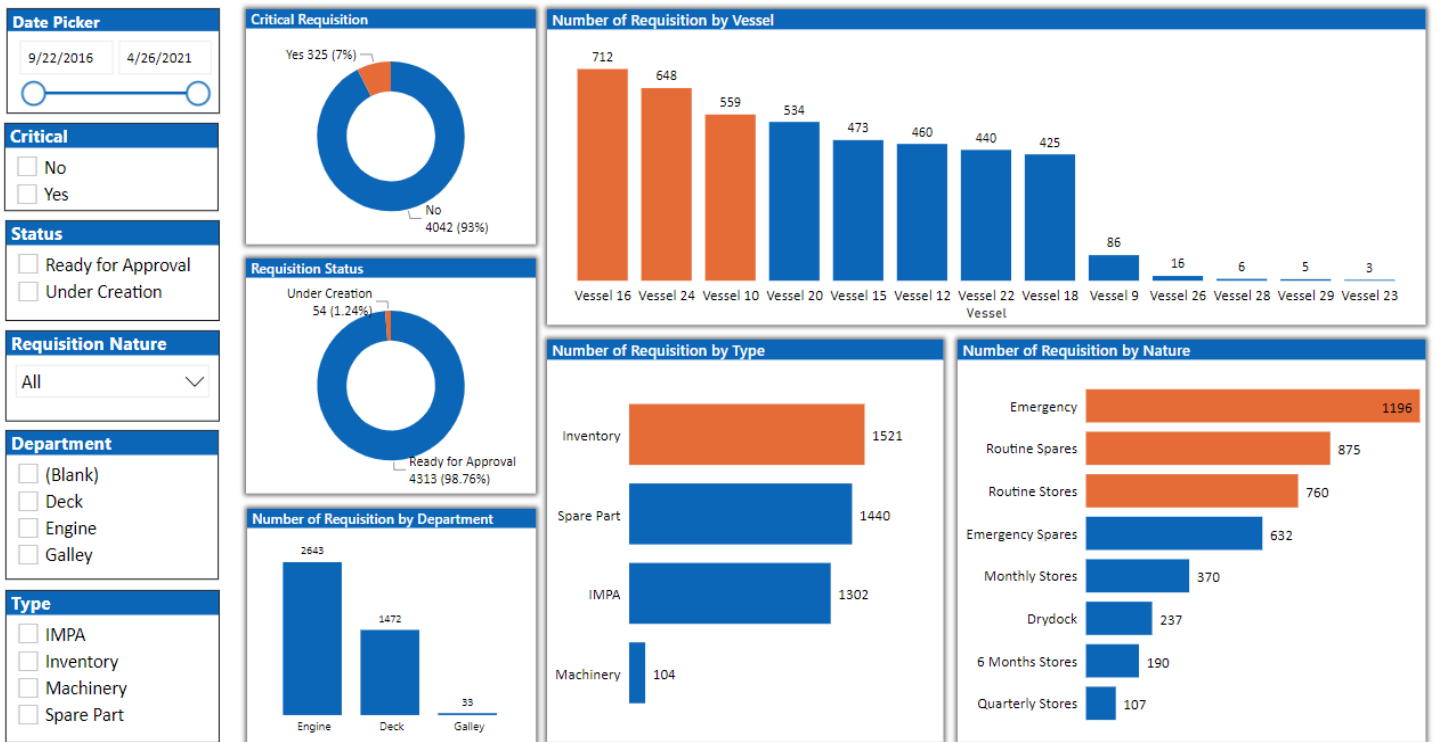 Date Picker
9/22/2016 4/26/2021
Critical
No
Yes
Status
Ready for Approval
Under Creation
Requisition Nature
All
Department
(Blank)
Deck
Engine
Galley
Type
IMPA
Inventory
Machinery
Spare Part
Critical Requisition
Yes 325 (7%)
No
4042 (93%)
Requisition Status
Under Creation
54 (1.24%)
Ready for Approval
4313 (98.76%)
Number of Requisition by Department
2643
1472
33
Engine Deck Galley
Number of Requisition by Vessel
712
648
559
534
473
460
440
425
86
16
6
5
3
Vessel 16 Vessel 24 Vessel 10 Vessel 20 Vessel 15 Vessel 12 Vessel 22 Vessel 18 Vessel 9 Vessel 26 Vessel 28 Vessel 29 Vessel 23
Vessel
Number of Requisition by Type
Inventory 1521
Spare Part 1440
IMPA 1302
Machinery 104
Number of Requisition by Nature
Emergency 1196
Routine Spares 875
Routine Stores 760
Emergency Spares 632
Monthly Stores 370
Drydock 237
6 Months Stores 190
Quarterly Stores 107